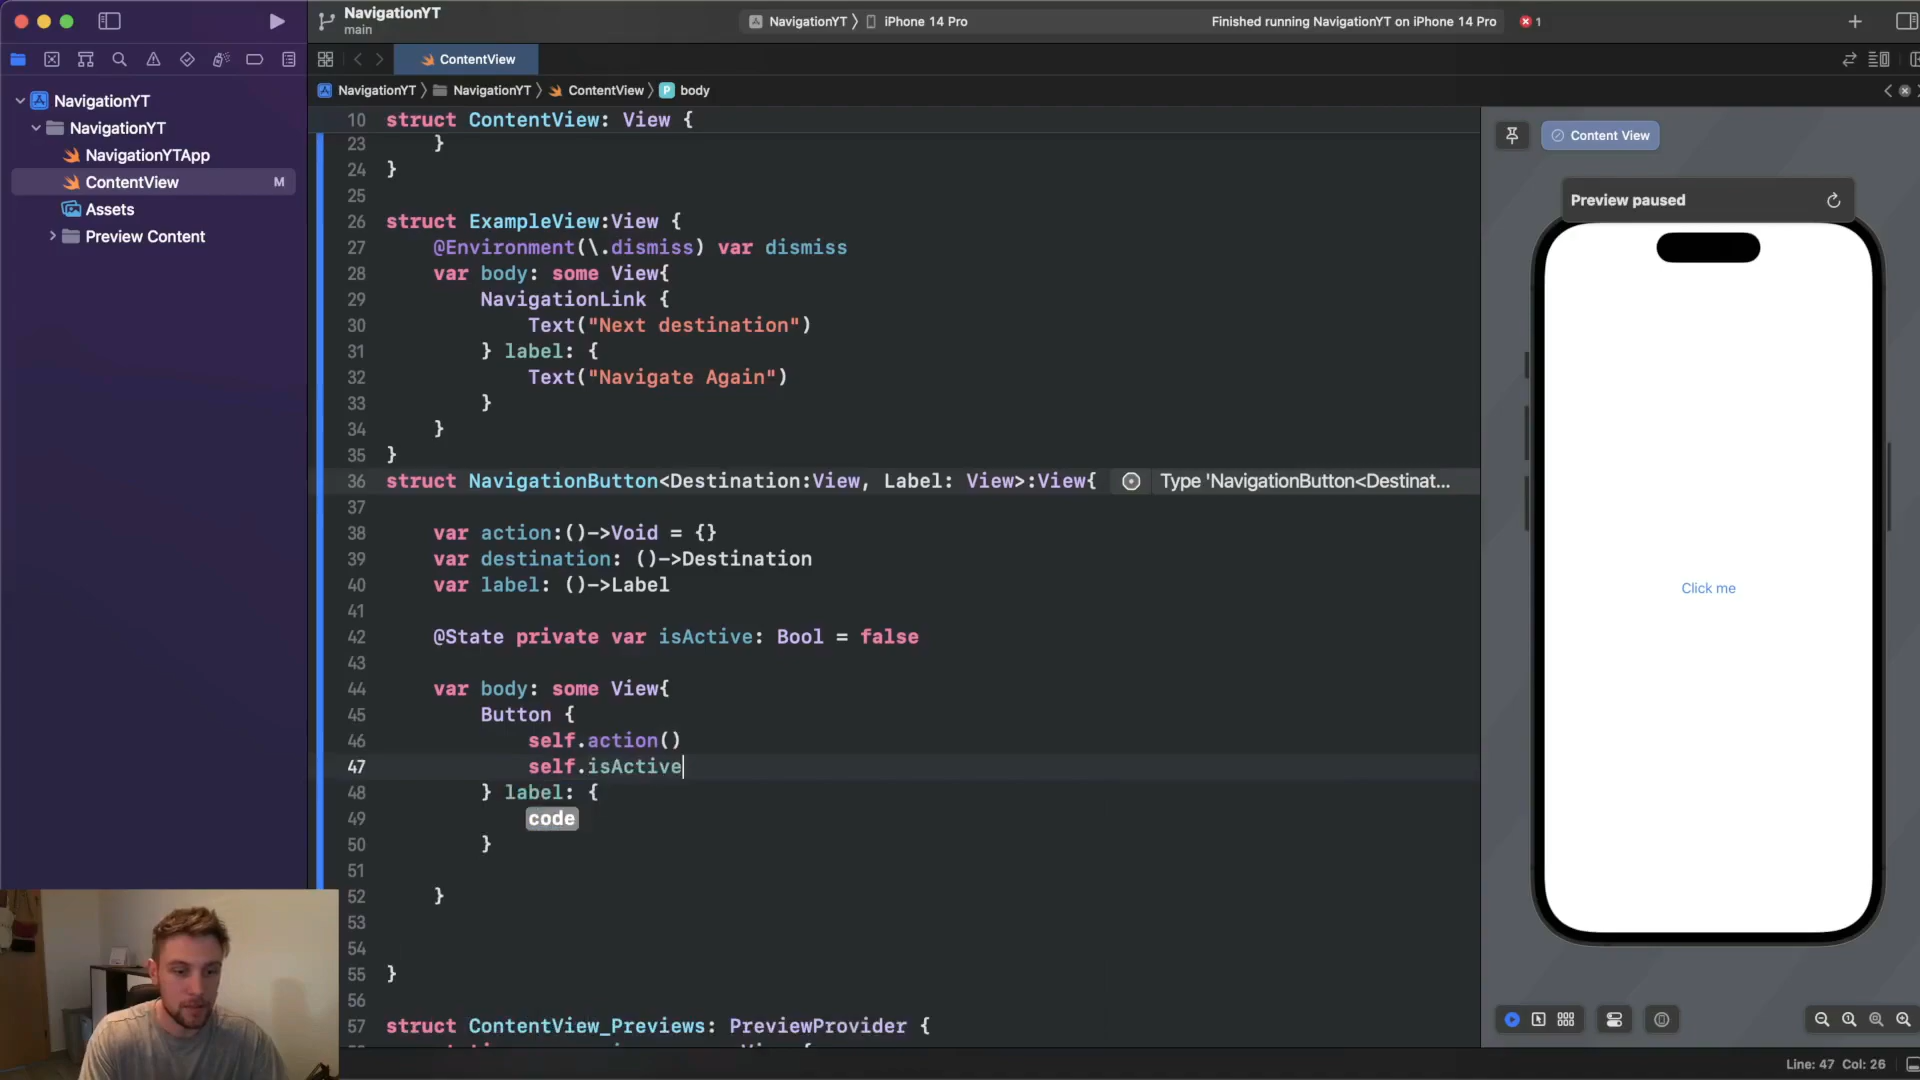 NavigationYT
main
NavigationYT
iPhone 14 Pro
Finished running NavigationYT on iPhone 14 Pro
1
ContentView
NavigationYT
NavigationYT
ContentView
P
body
NavigationYT
NavigationYT
NavigationYTApp
ContentView
M
Assets
Preview Content
10 struct ContentView: View {
23 }
24 }
25
26 struct ExampleView:View {
27 @Environment(\.dismiss) var dismiss
28 var body: some View{
29 NavigationLink {
30 Text("Next destination")
31 } label: {
32 Text("Navigate Again")
33 }
34 }
35 }
36 struct NavigationButton<Destination:View, Label: View>:View{
Type 'NavigationButton<Destinat...
37
38 var action:()->Void = {}
39 var destination: ()->Destination
40 var label: ()->Label
41
42 @State private var isActive: Bool = false
43
44 var body: some View{
45 Button {
46 self.action()
47 self.isActive
48 } label: {
49 code
50 }
51
52 }
53
54
55 }
56
57 struct ContentView_Previews: PreviewProvider {
Content View
Preview paused
Click me
Line: 47 Col: 26